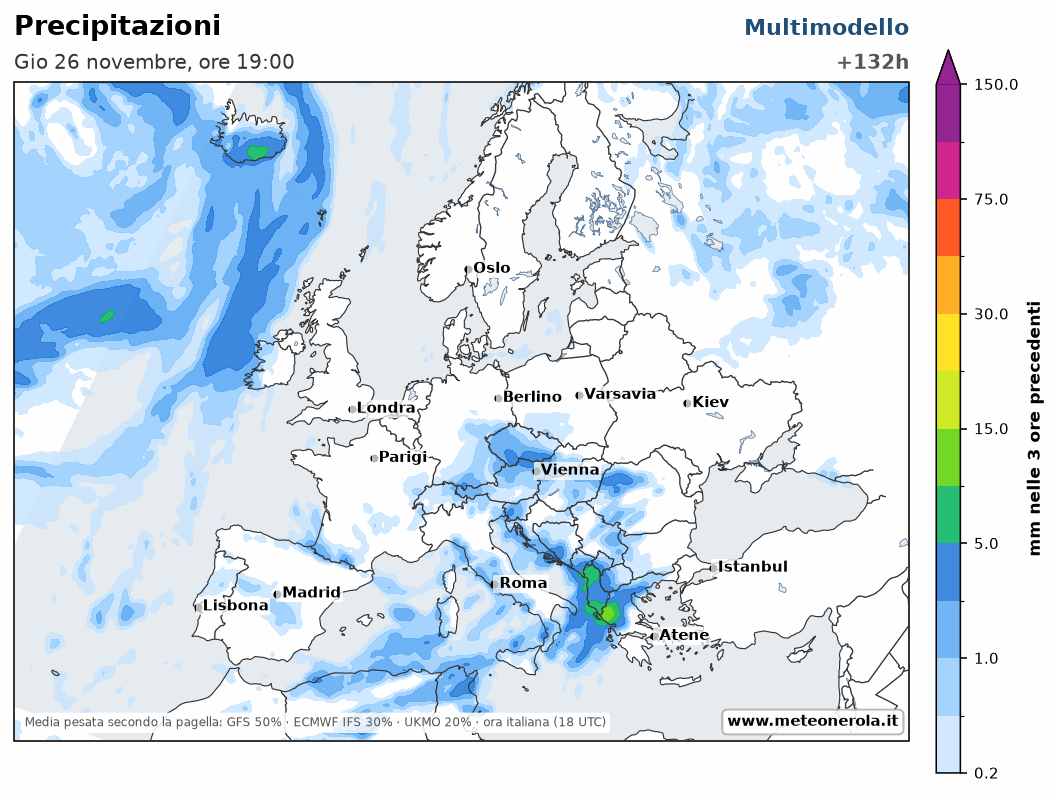 Precipitazioni
Multimodello
Gio 26 novembre, ore 19:00
+132h
150.0
75.0
30.0
15.0
5.0
1.0
0.2
mm nelle 3 ore precedenti
Oslo
Berlino
Varsavia
Kiev
Londra
Parigi
Vienna
Istanbul
Roma
Madrid
Lisbona
Atene
Media pesata secondo la pagella: GFS 50% · ECMWF IFS 30% · UKMO 20% · ora italiana (18 UTC)
www.meteonerola.it